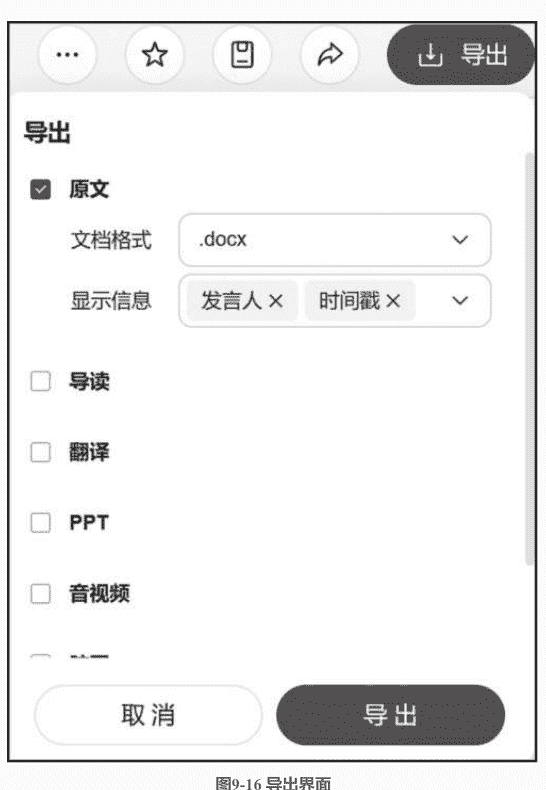 导出
导出
原文
文档格式 .docx
显示信息 发言人 × 时间戳 ×
导读
翻译
PPT
音视频
取消 导出
图9-16 导出界面